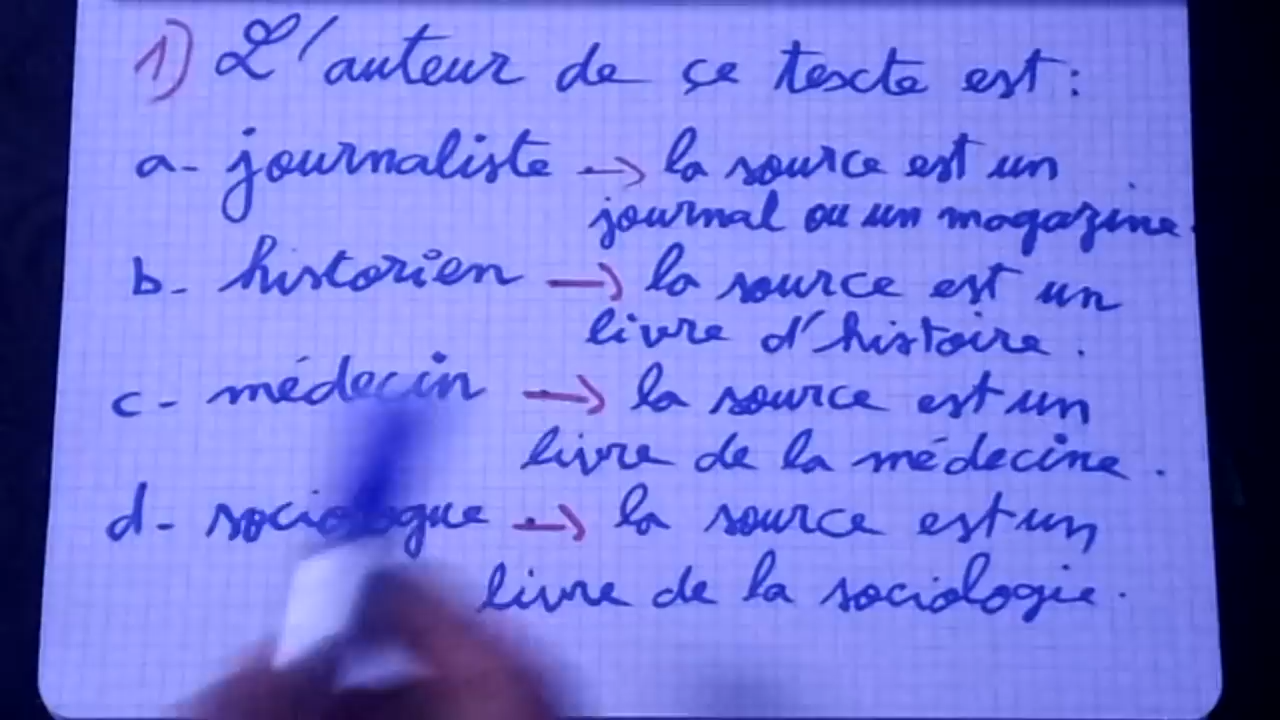 1) L'auteur de ce texte est :
a- journaliste → la source est un
journal ou un magazine.
b- historien → la source est un
livre d'histoire.
c- médecin → la source est un
livre de la médecine.
d- sociologue → la source est un
livre de la sociologie.